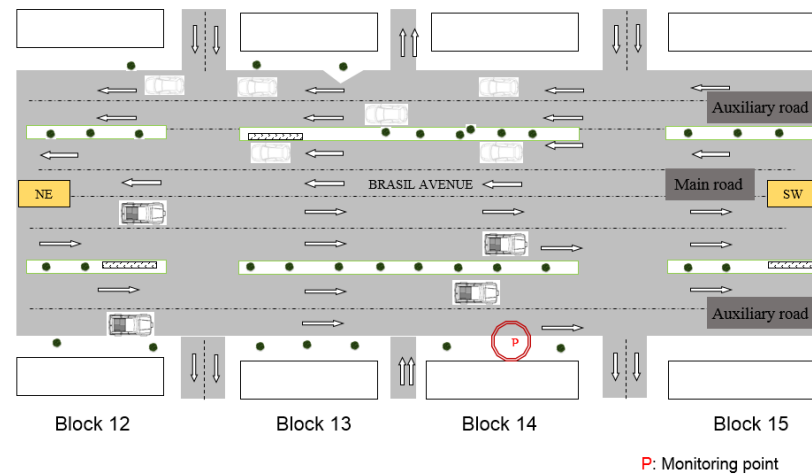 Auxiliary road
BRASIL AVENUE
Main road
NE
SW
Auxiliary road
P
Block 12
Block 13
Block 14
Block 15
P: Monitoring point